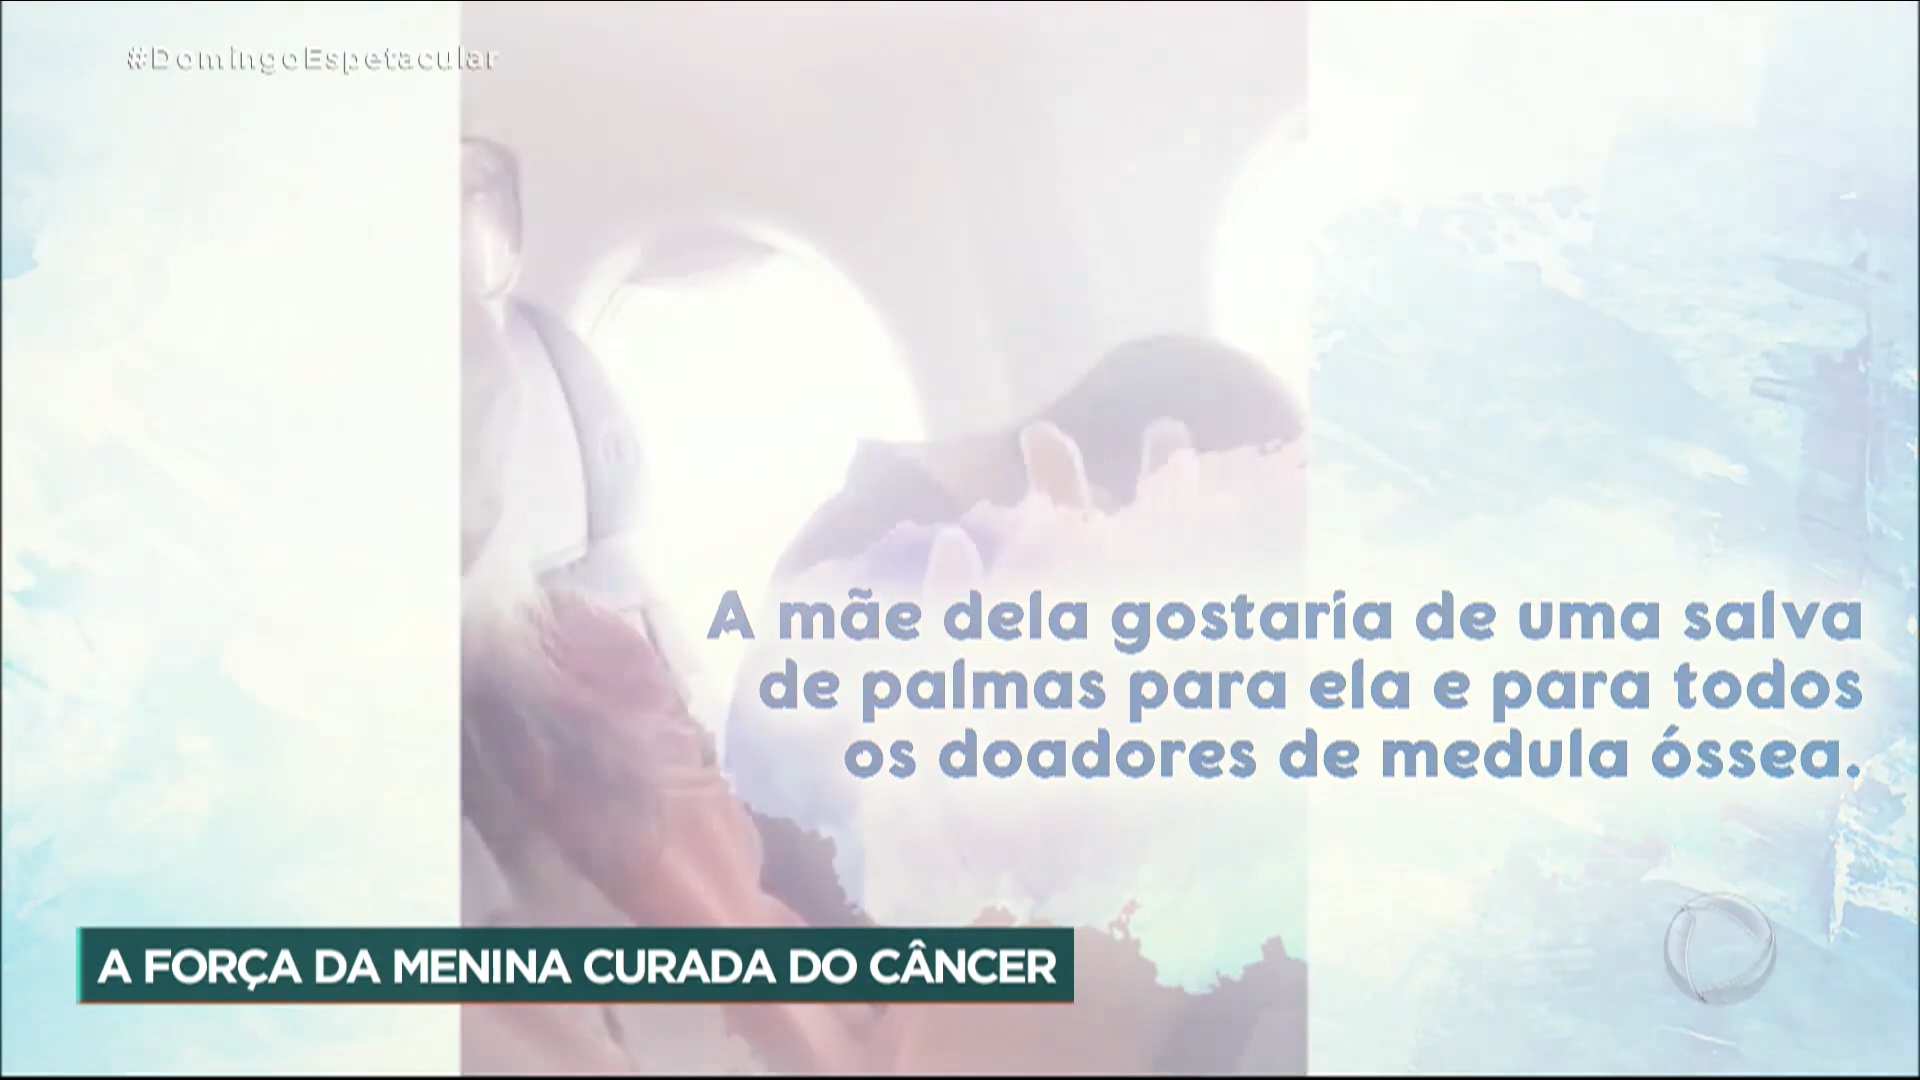 #DomingoEspetacular
A mãe dela gostaria de uma salva
de palmas para ela e para todos
os doadores de medula óssea.
A FORÇA DA MENINA CURADA DO CÂNCER